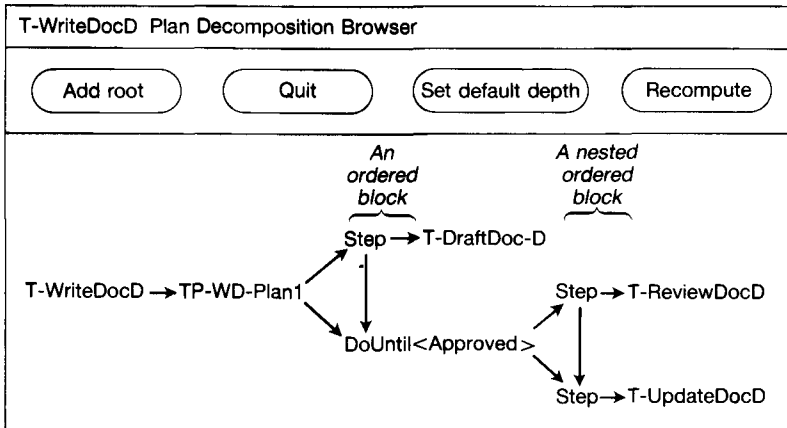 T-WriteDocD Plan Decomposition Browser
Add root
Quit
Set default depth
Recompute
An
ordered
block
A nested
ordered
block
Step
T-DraftDoc-D
T-WriteDocD
TP-WD-Plan1
Step
T-ReviewDocD
DoUntil<Approved>
Step
T-UpdateDocD